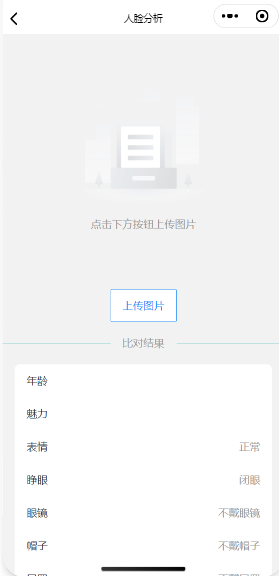 人脸分析
点击下方按钮上传图片
上传图片
比对结果
年龄
魅力
表情 正常
睁眼 闭眼
眼镜 不戴眼镜
帽子 不戴帽子